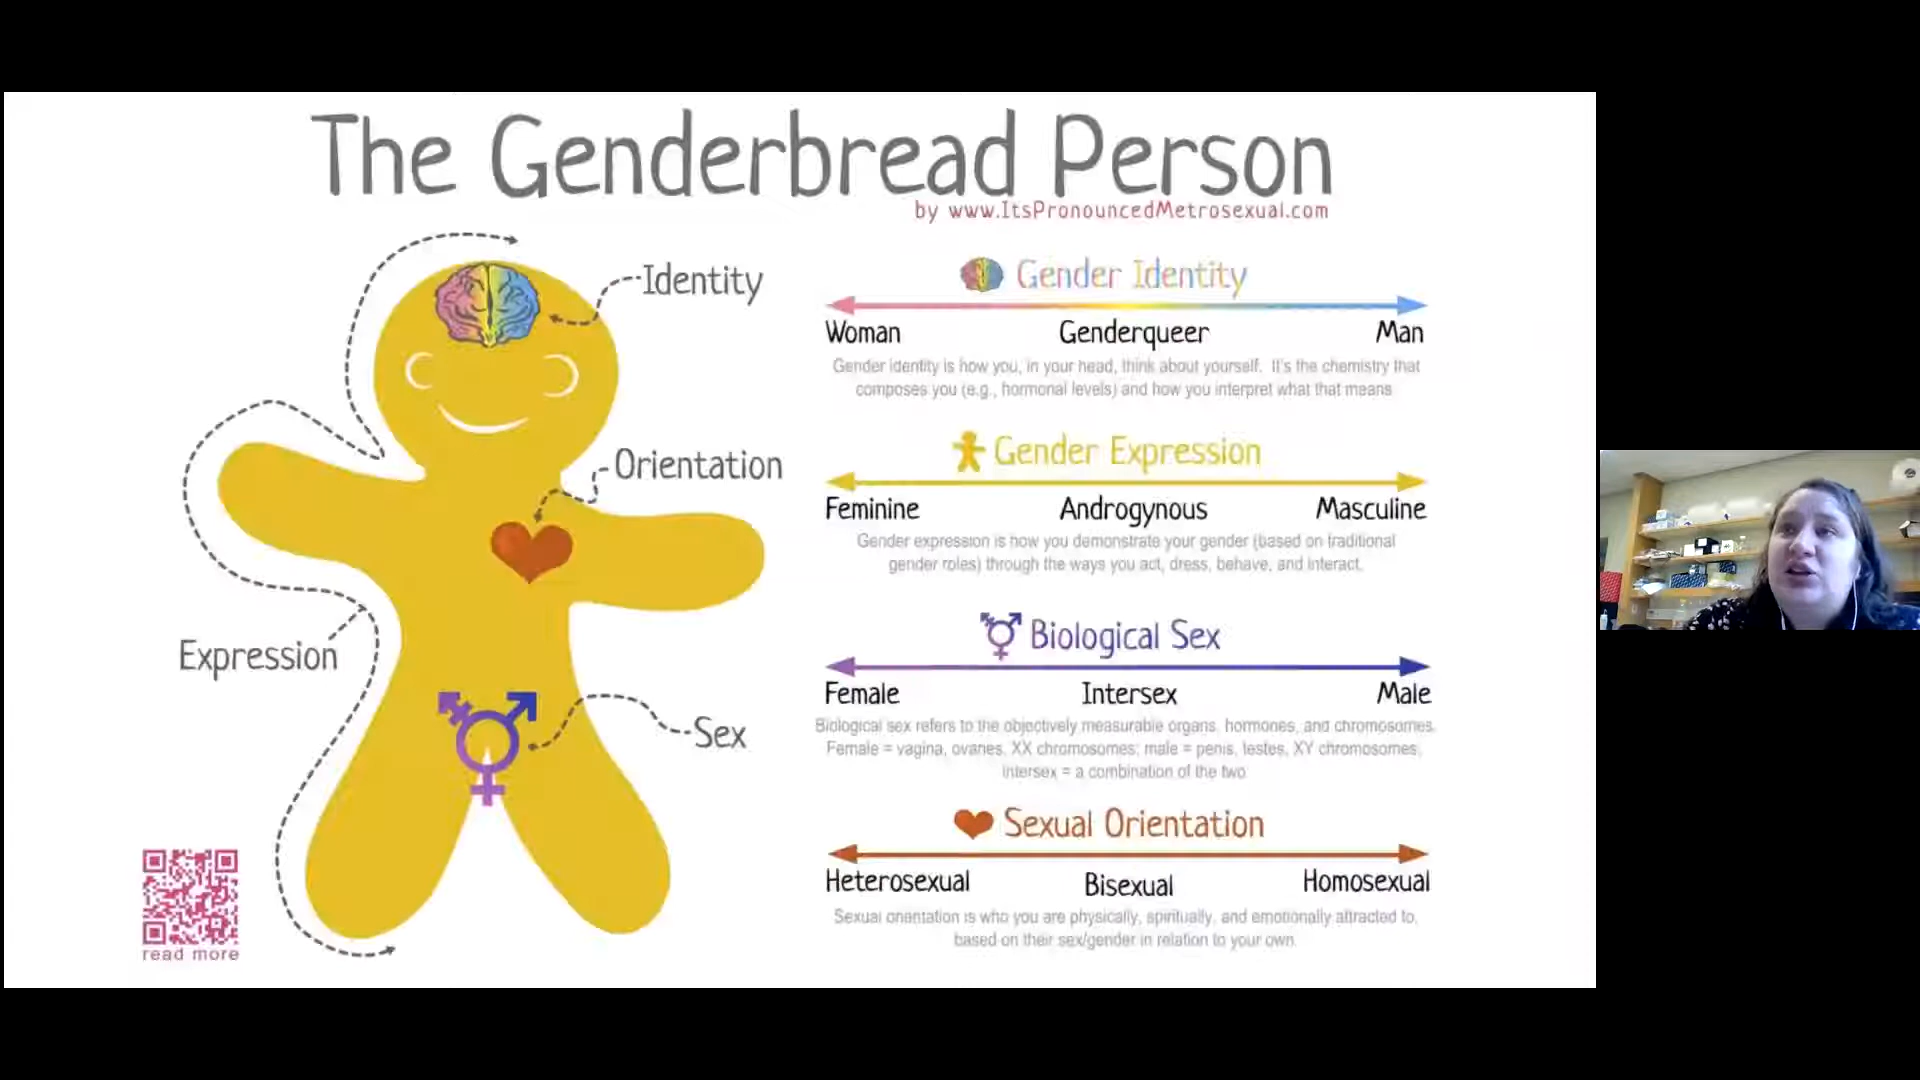 The Genderbread Person
by www.ItsPronouncedMetrosexual.com
Identity
Orientation
Expression
Sex
read more
Gender Identity
Woman Genderqueer Man
Gender identity is how you, in your head, think about yourself. It's the chemistry that
composes you (e.g., hormonal levels) and how you interpret what that means.
Gender Expression
Feminine Androgynous Masculine
Gender expression is how you demonstrate your gender (based on traditional
gender roles) through the ways you act, dress, behave, and interact.
Biological Sex
Female Intersex Male
Biological sex refers to the objectively measurable organs, hormones, and chromosomes.
Female = vagina, ovaries, XX chromosomes; male = penis, testes, XY chromosomes;
intersex = a combination of the two
Sexual Orientation
Heterosexual Bisexual Homosexual
Sexual orientation is who you are physically, spiritually, and emotionally attracted to,
based on their sex/gender in relation to your own.